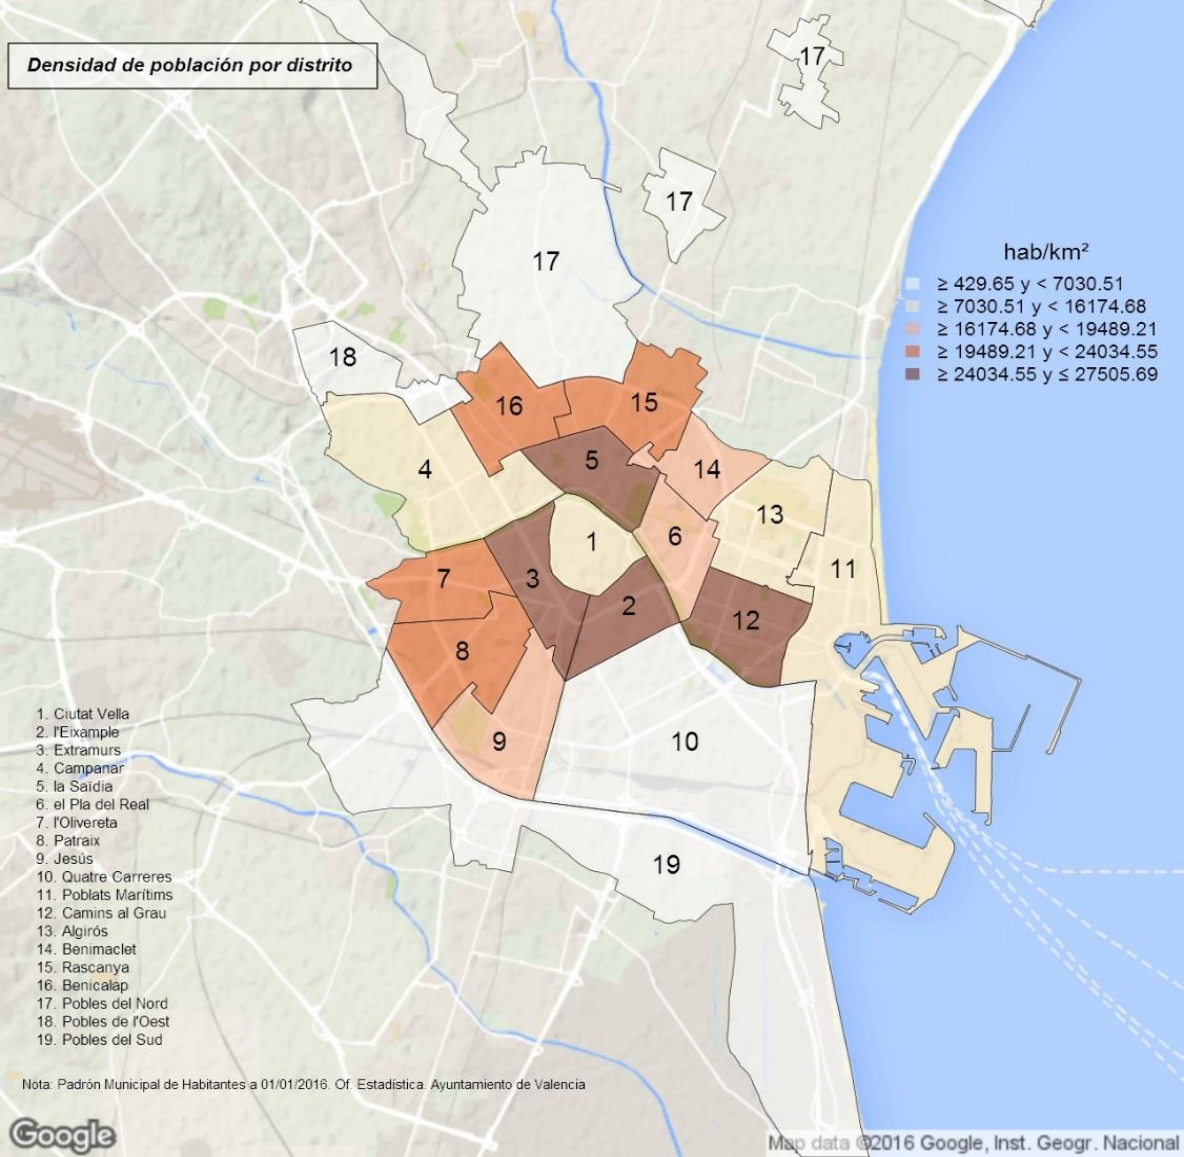 Densidad de población por distrito
17
17
17
hab/km²
≥ 429.65 y < 7030.51
≥ 7030.51 y < 16174.68
≥ 16174.68 y < 19489.21
≥ 19489.21 y < 24034.55
≥ 24034.55 y ≤ 27505.69
18
16
15
4
5
14
13
6
1
11
7
3
2
12
8
9
10
19
1. Ciutat Vella
2. l'Eixample
3. Extramurs
4. Campanar
5. la Saïdia
6. el Pla del Real
7. l'Olivereta
8. Patraix
9. Jesús
10. Quatre Carreres
11. Poblats Marítims
12. Camins al Grau
13. Algirós
14. Benimaclet
15. Rascanya
16. Benicalap
17. Pobles del Nord
18. Pobles de l'Oest
19. Pobles del Sud
Nota: Padrón Municipal de Habitantes a 01/01/2016. Of. Estadística. Ayuntamiento de Valencia
Google
Map data ©2016 Google, Inst. Geogr. Nacional